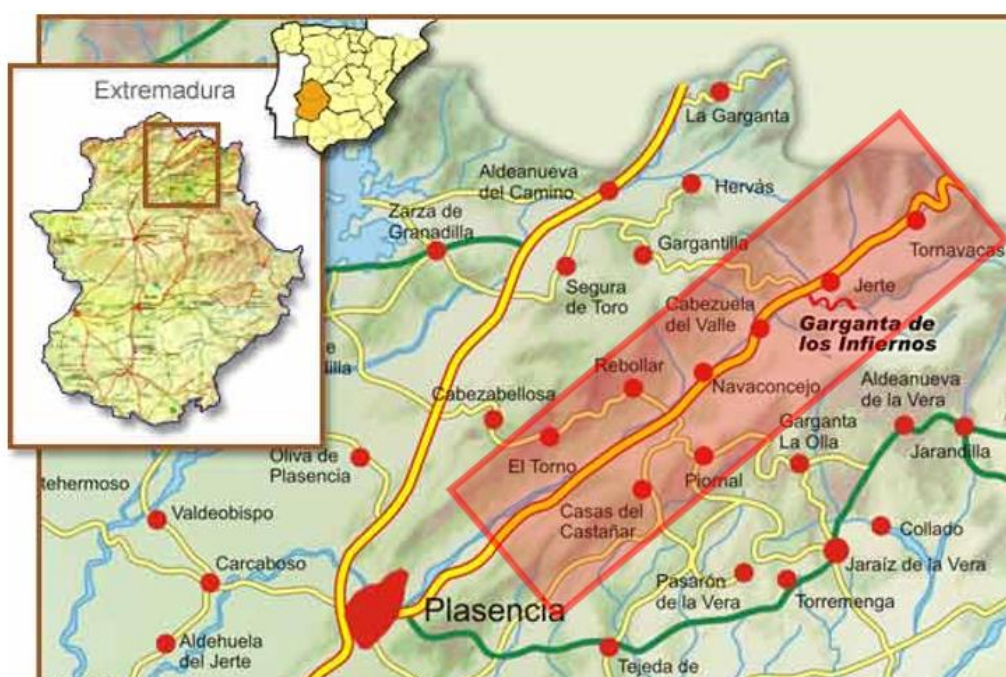 Extremadura
La Garganta
Aldeanueva
del Camino
Hervás
Zarza de
Granadilla
Gargantilla
Tornavacas
Segura
de Toro
Jerte
Cabezuela
del Valle
Garganta de
los Infiernos
Rebollar
Navaconcejo
Aldeanueva
de la Vera
Cabezabellosa
Garganta
La Olla
El Torno
Piornal
Jarandilla
Oliva de
Plasencia
tehermoso
Valdeobispo
Casas del
Castañar
Collado
Carcaboso
Jaraíz de la Vera
Pasarón
de la Vera
Plasencia
Torremenga
Aldehuela
del Jerte
Tejeda de